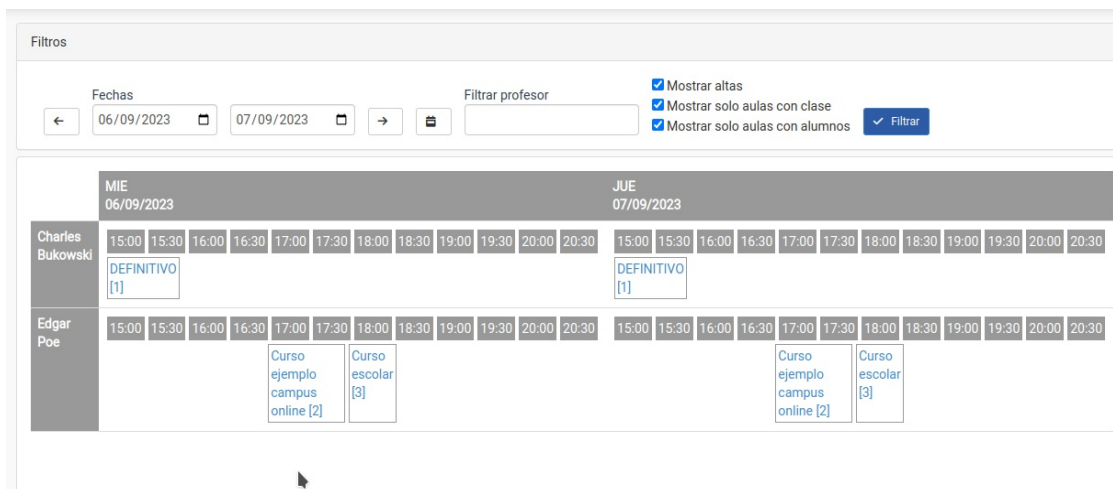 Filtros
Fechas
06/09/2023
07/09/2023
Filtrar profesor
Mostrar altas
Mostrar solo aulas con clase
Mostrar solo aulas con alumnos
Filtrar
MIE
06/09/2023
JUE
07/09/2023
Charles
Bukowski
15:00 15:30 16:00 16:30 17:00 17:30 18:00 18:30 19:00 19:30 20:00 20:30
15:00 15:30 16:00 16:30 17:00 17:30 18:00 18:30 19:00 19:30 20:00 20:30
DEFINITIVO
[1]
DEFINITIVO
[1]
Edgar
Poe
15:00 15:30 16:00 16:30 17:00 17:30 18:00 18:30 19:00 19:30 20:00 20:30
15:00 15:30 16:00 16:30 17:00 17:30 18:00 18:30 19:00 19:30 20:00 20:30
Curso
ejemplo
campus
online [2]
Curso
escolar
[3]
Curso
ejemplo
campus
online [2]
Curso
escolar
[3]